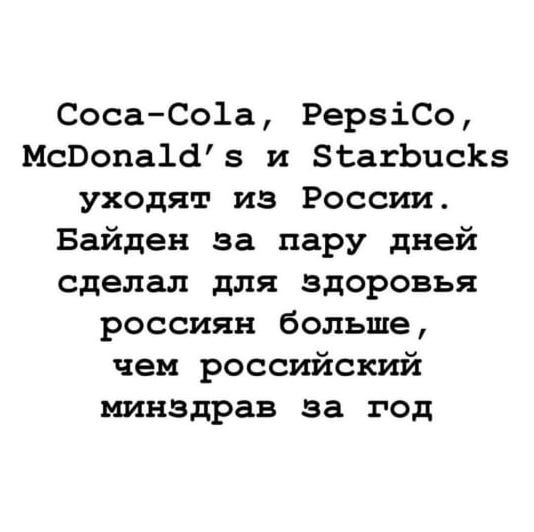 Coca-Cola, PepsiCo,
McDonald’s и Starbucks
уходят из России.
Байден за пару дней
сделал для здоровья
россиян больше,
чем российский
минздрав за год